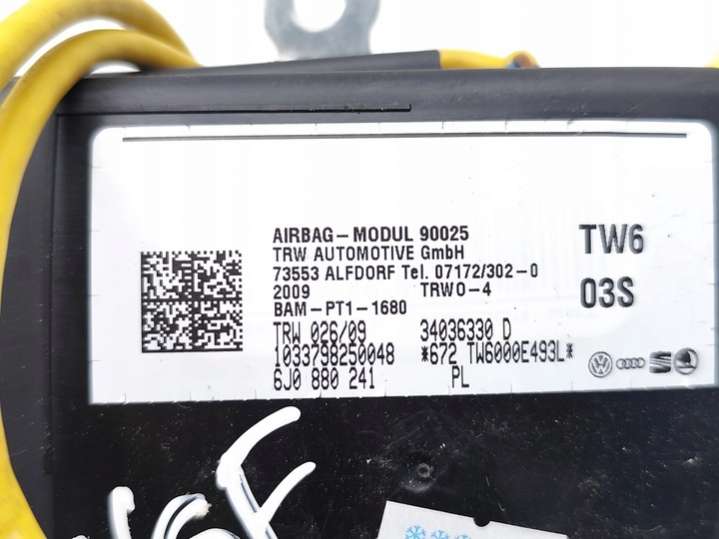 AIRBAG-MODUL 90025
TRW AUTOMOTIVE GmbH
73553 ALFDORF Tel. 07172/302-0
2009 TRWO-4
BAM-PT1-1680
TRW 026/09 34036330 D
1033798250048 *672 TW6000E493L*
6J0 880 241 PL
TW6
03S